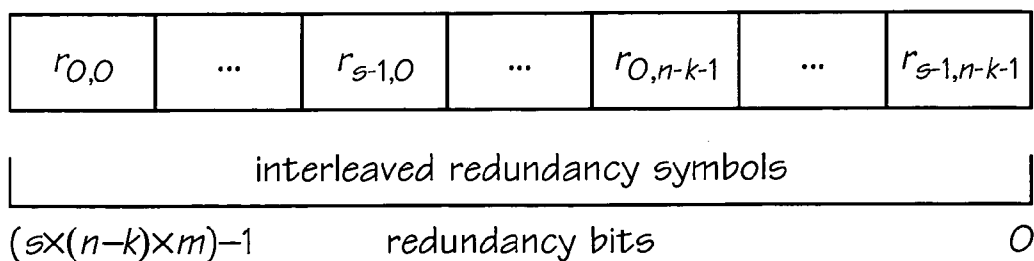 r0,0 ... rs-1,0 ... r0,n-k-1 ... rs-1,n-k-1
interleaved redundancy symbols
(s×(n-k)×m)-1 redundancy bits 0